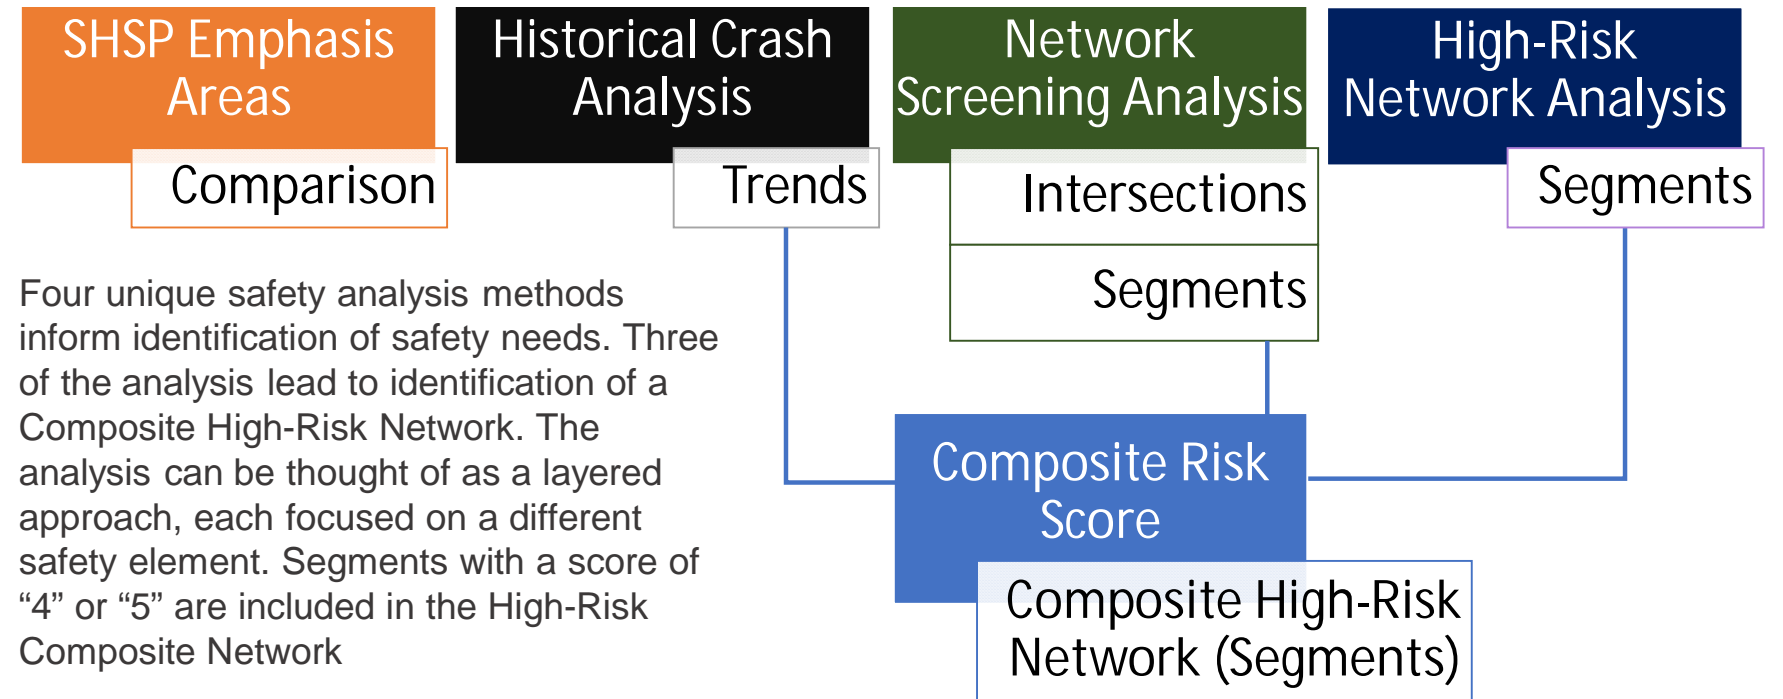 SHSP Emphasis
Areas
Comparison
Historical Crash
Analysis
Trends
Network
Screening Analysis
Intersections
Segments
High-Risk
Network Analysis
Segments
Four unique safety analysis methods
inform identification of safety needs. Three
of the analysis lead to identification of a
Composite High-Risk Network. The
analysis can be thought of as a layered
approach, each focused on a different
safety element. Segments with a score of
“4” or “5” are included in the High-Risk
Composite Network
Composite Risk
Score
Composite High-Risk
Network (Segments)